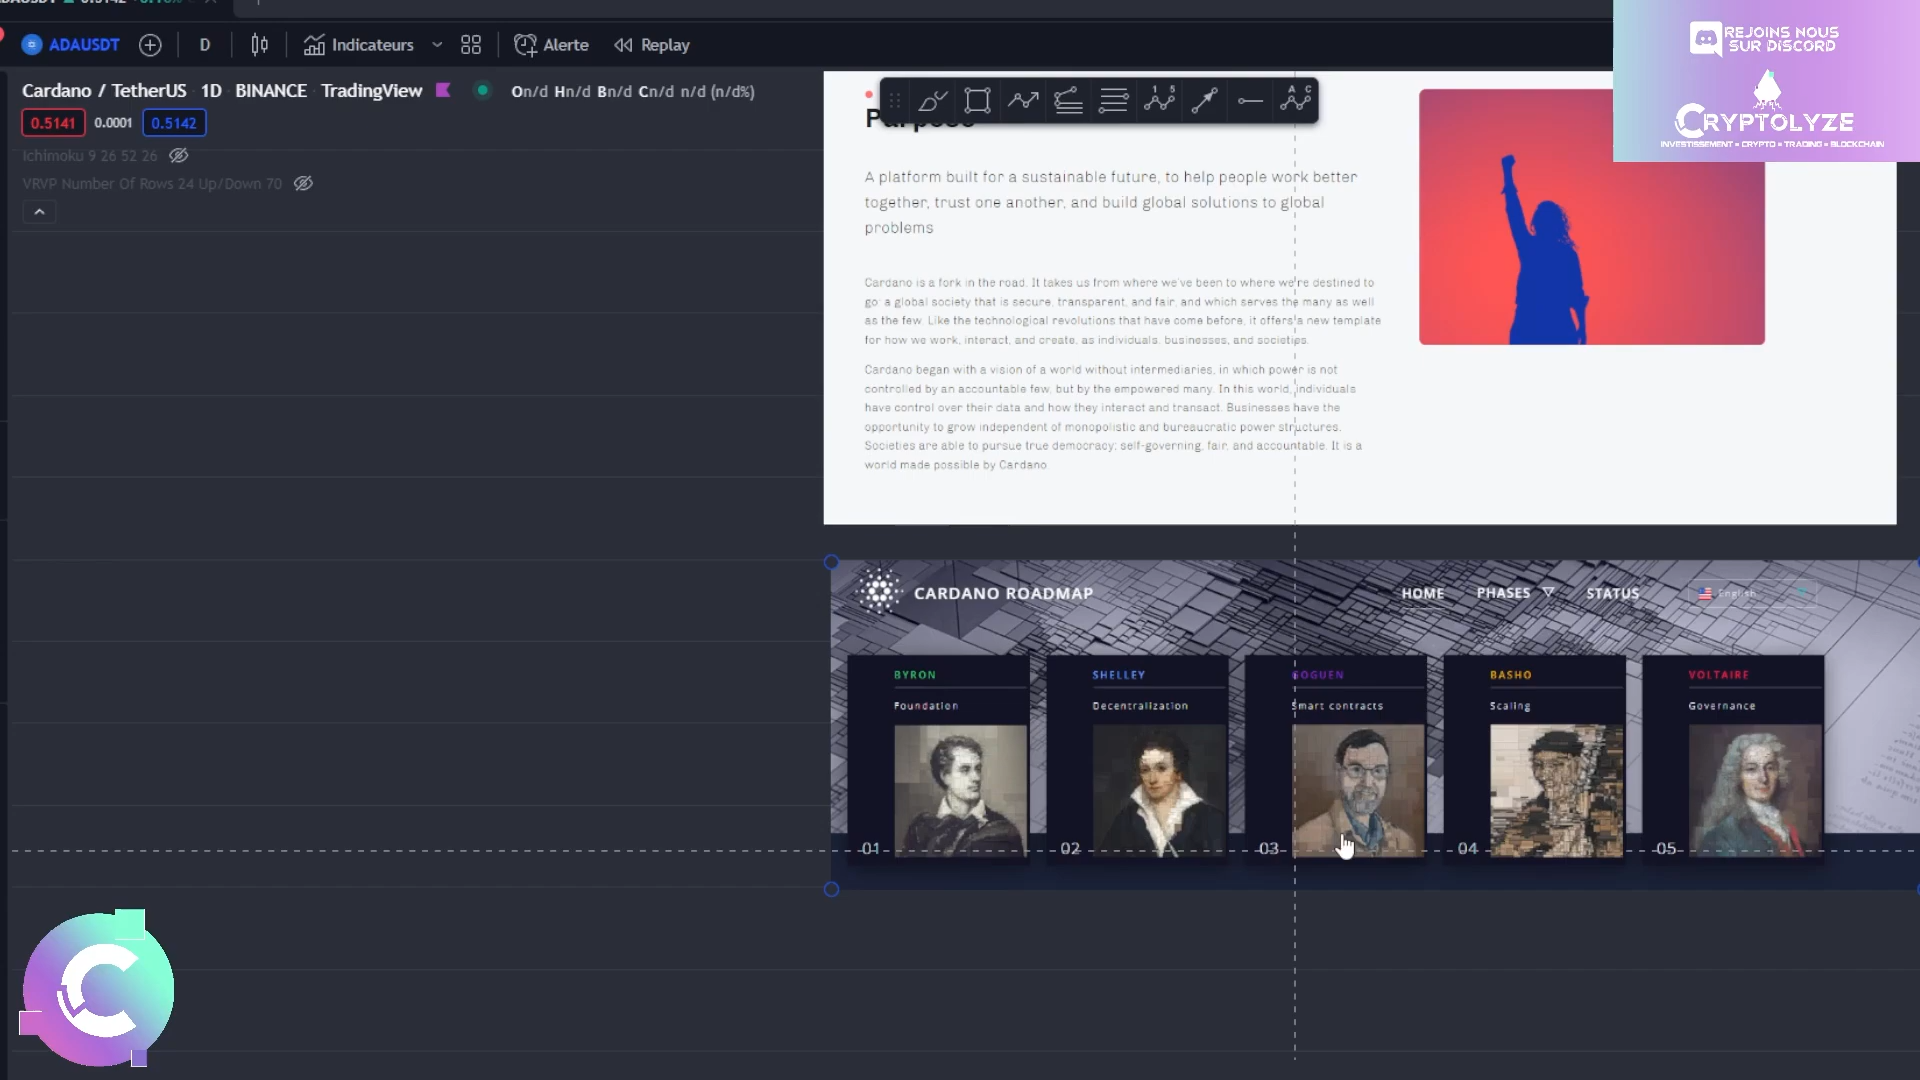 ADAUSDT
D
Indicateurs
Alerte
Replay
REJOINS NOUS
SUR DISCORD
CRYPTOLYZE
INVESTISSEMENT • CRYPTO • TRADING • BLOCKCHAIN
Cardano / TetherUS 1D BINANCE TradingView
On/d Hn/d Bn/d Cn/d n/d (n/d%)
0.5141
0.0001
0.5142
Ichimoku 9 26 52 26
VRVP Number Of Rows 24 Up/Down 70
1 5
A C
Purpose
A platform built for a sustainable future, to help people work better
together, trust one another, and build global solutions to global
problems
Cardano is a fork in the road. It takes us from where we've been to where we're destined to
go: a global society that is secure, transparent, and fair, and which serves the many as well
as the few. Like the technological revolutions that have come before, it offers a new template
for how we work, interact, and create, as individuals, businesses, and societies.
Cardano began with a vision of a world without intermediaries, in which power is not
controlled by an accountable few, but by the empowered many. In this world, individuals
have control over their data and how they interact and transact. Businesses have the
opportunity to grow independent of monopolistic and bureaucratic power structures.
Societies are able to pursue true democracy: self-governing, fair, and accountable. It is a
world made possible by Cardano.
CARDANO ROADMAP
HOME
PHASES
STATUS
English
BYRON
Foundation
01
SHELLEY
Decentralization
02
GOGUEN
Smart contracts
03
BASHO
Scaling
04
VOLTAIRE
Governance
05